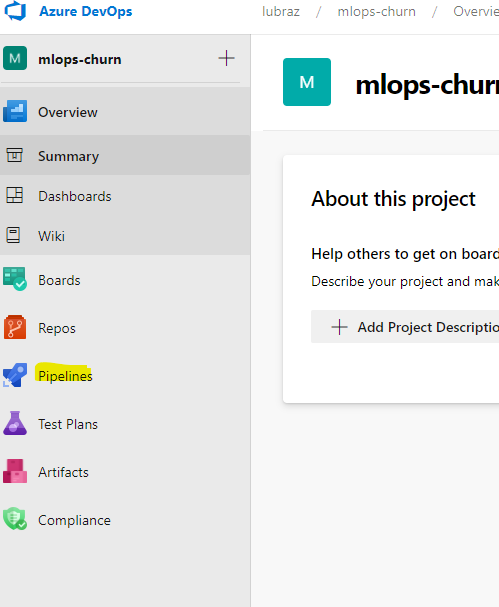 Azure DevOps
lubraz / mlops-churn / Overvie
M mlops-churn +
Overview
Summary
Dashboards
Wiki
Boards
Repos
Pipelines
Test Plans
Artifacts
Compliance
M mlops-churn
About this project
Help others to get on board
Describe your project and mak
+ Add Project Descriptio